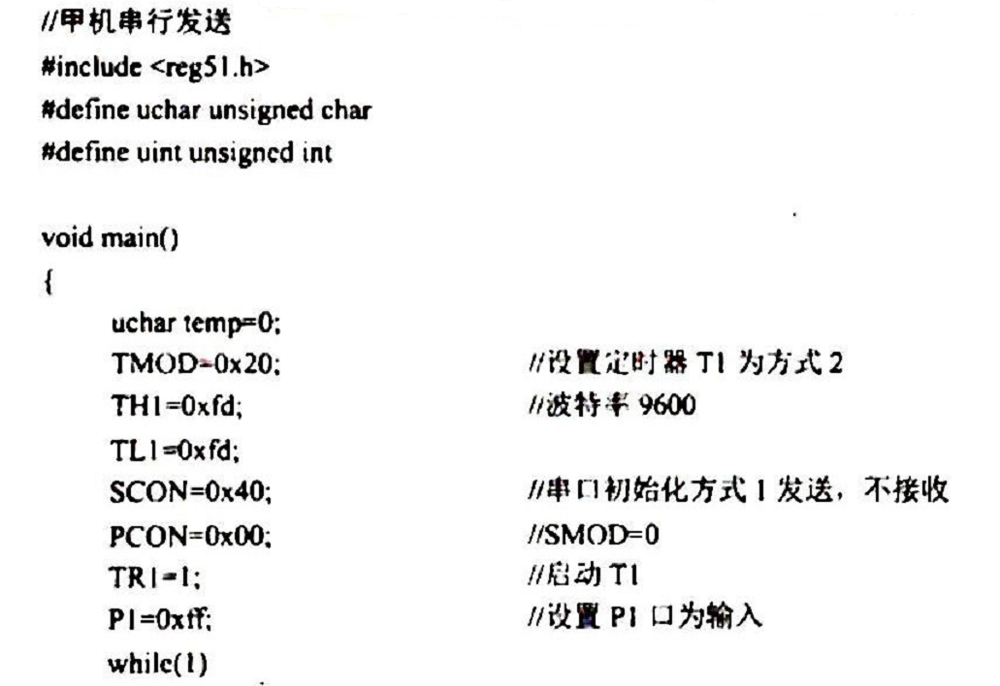 //甲机串行发送
#include <reg51.h>
#define uchar unsigned char
#define uint unsigned int
void main()
{
uchar temp=0;
TMOD=0x20; //设置定时器 T1 为方式 2
TH1=0xfd; //波特率 9600
TL1=0xfd;
SCON=0x40; //串口初始化方式 1 发送，不接收
PCON=0x00; //SMOD=0
TR1=1; //启动 T1
P1=0xff; //设置 P1 口为输入
while(1)